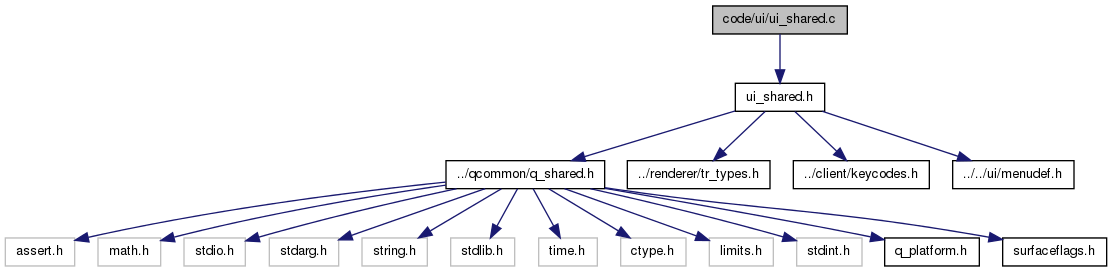 code/ui/ui_shared.c
ui_shared.h
../qcommon/q_shared.h
../renderer/tr_types.h
../client/keycodes.h
../../ui/menudef.h
assert.h
math.h
stdio.h
stdarg.h
string.h
stdlib.h
time.h
ctype.h
limits.h
stdint.h
q_platform.h
surfaceflags.h